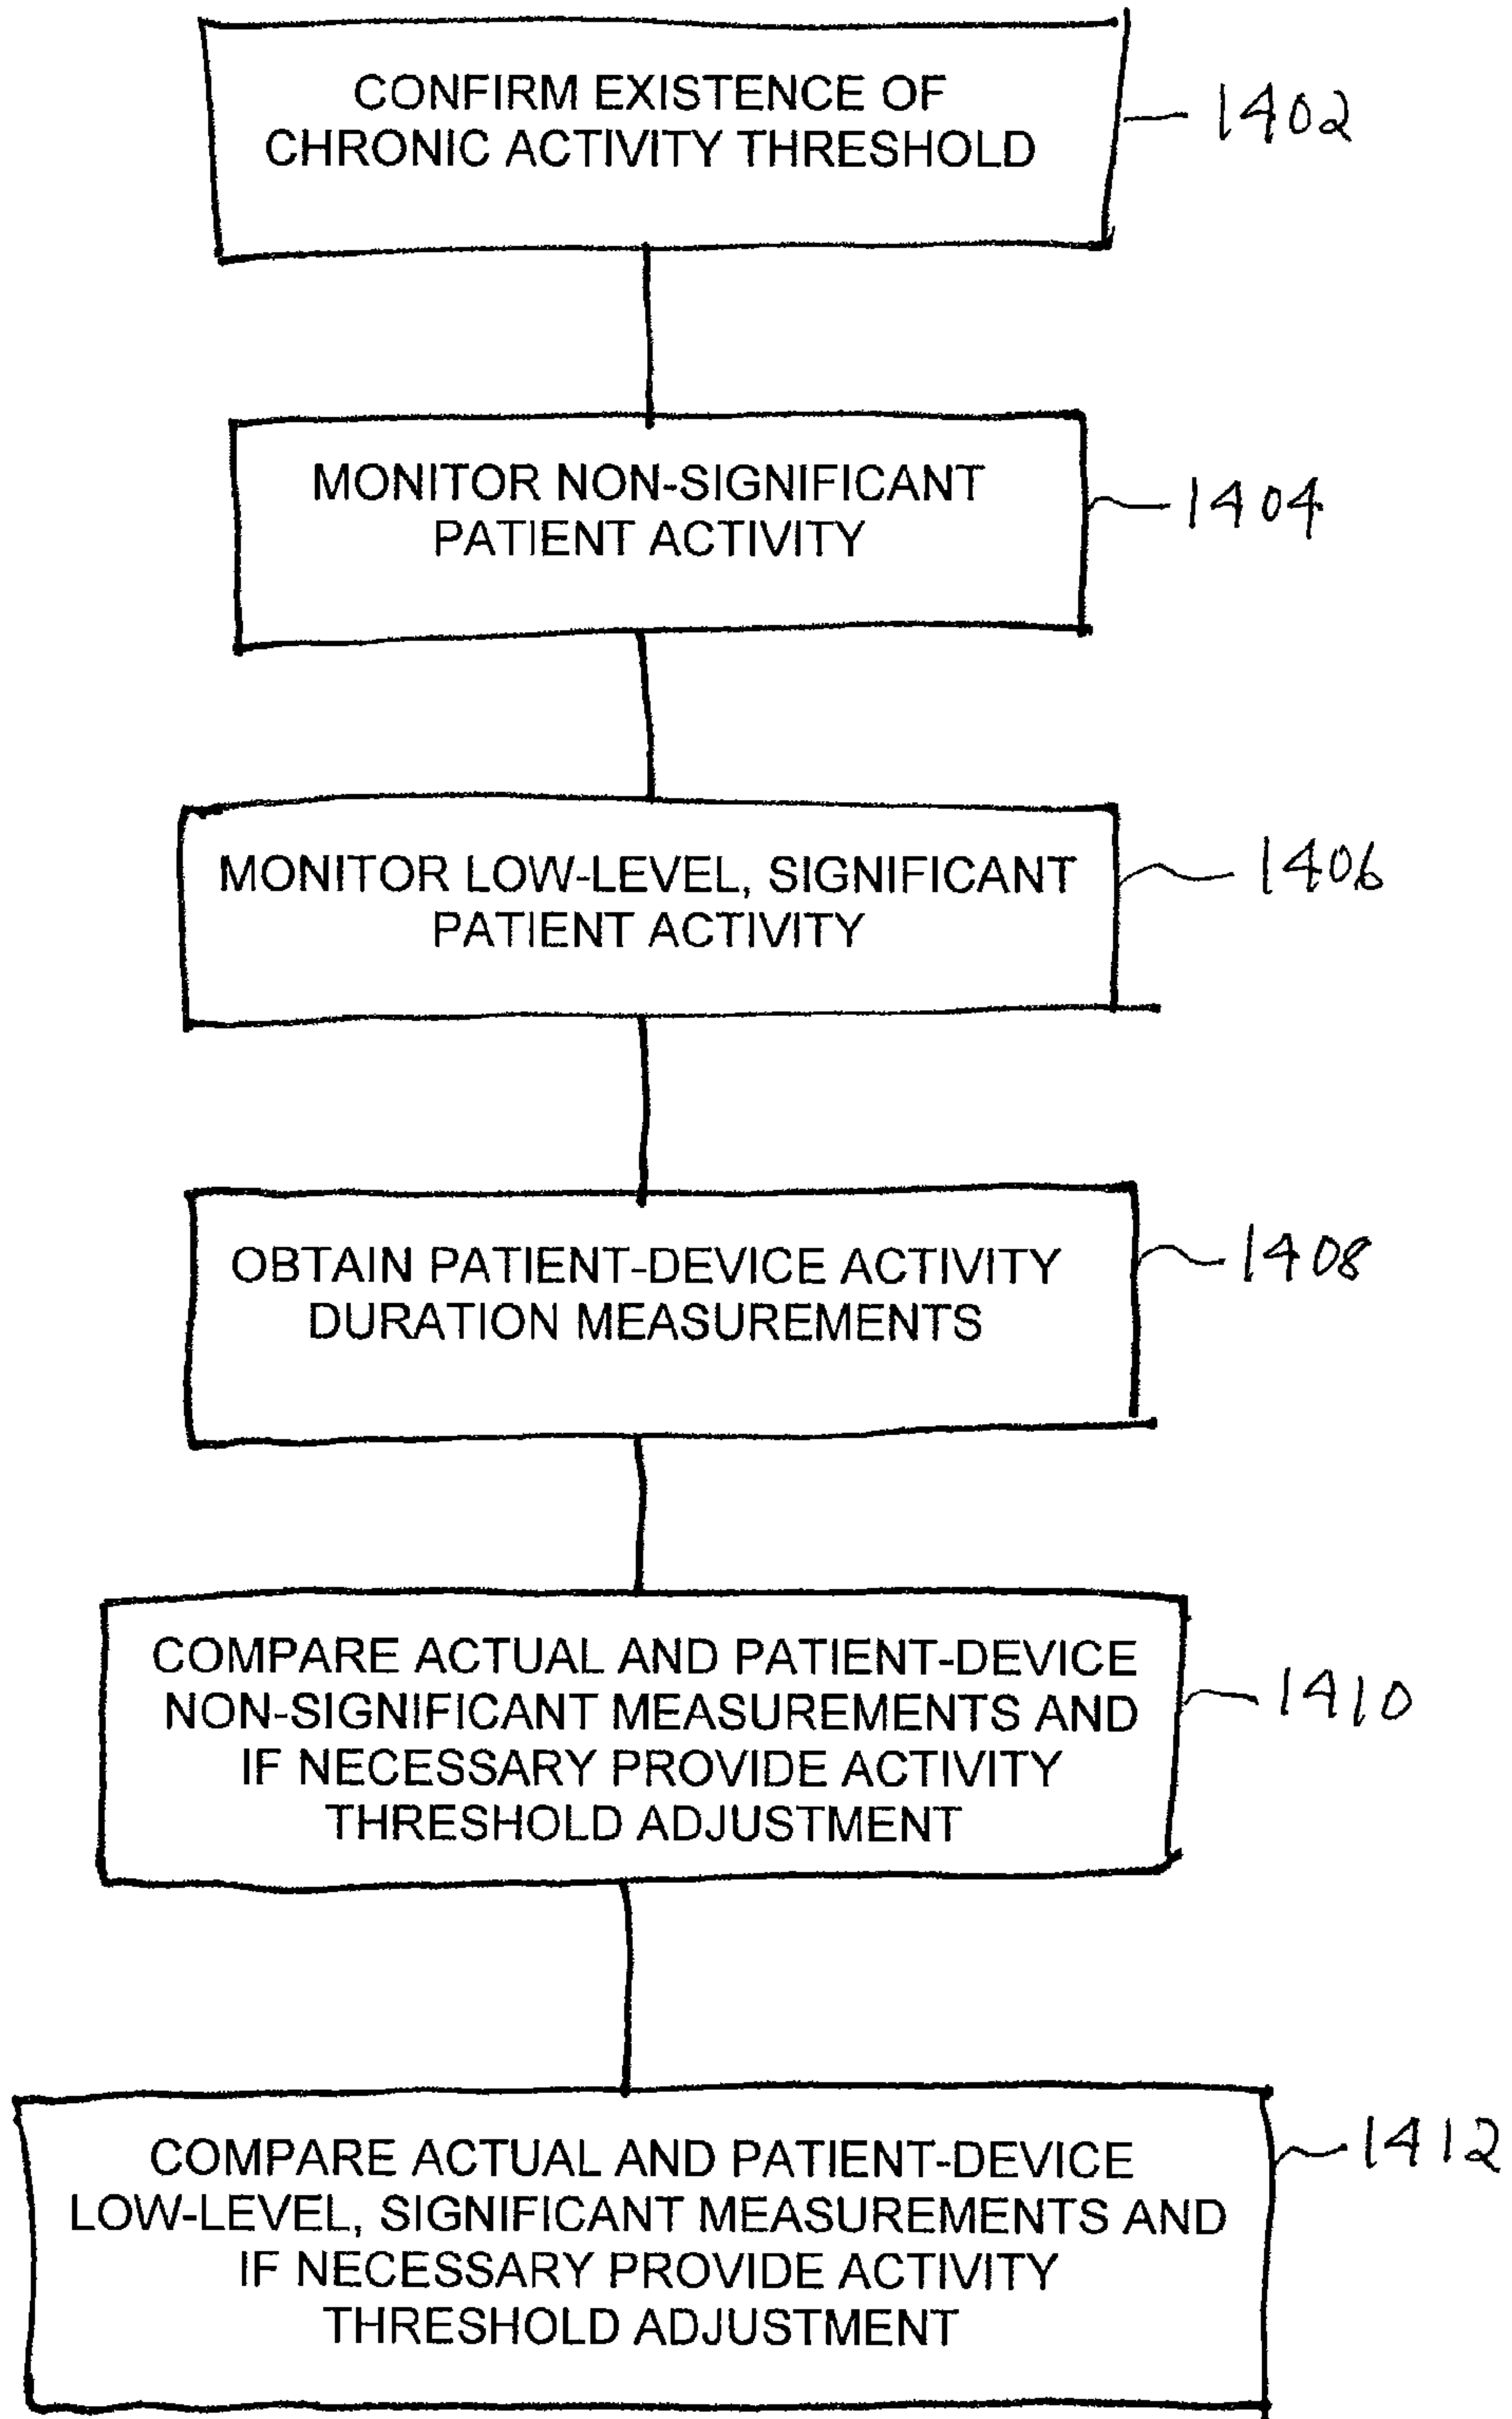 CONFIRM EXISTENCE OF
CHRONIC ACTIVITY THRESHOLD
1402
MONITOR NON-SIGNIFICANT
PATIENT ACTIVITY
1404
MONITOR LOW-LEVEL, SIGNIFICANT
PATIENT ACTIVITY
1406
OBTAIN PATIENT-DEVICE ACTIVITY
DURATION MEASUREMENTS
1408
COMPARE ACTUAL AND PATIENT-DEVICE
NON-SIGNIFICANT MEASUREMENTS AND
IF NECESSARY PROVIDE ACTIVITY
THRESHOLD ADJUSTMENT
1410
COMPARE ACTUAL AND PATIENT-DEVICE
LOW-LEVEL, SIGNIFICANT MEASUREMENTS AND
IF NECESSARY PROVIDE ACTIVITY
THRESHOLD ADJUSTMENT
1412